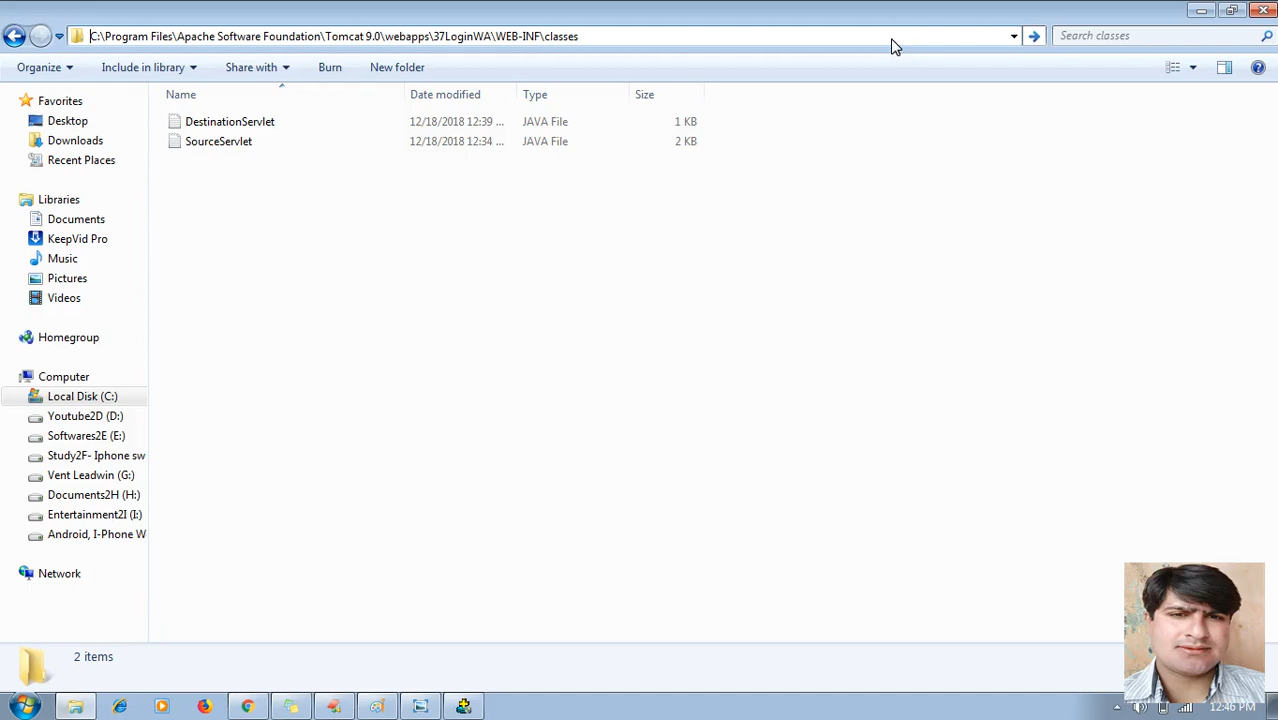 C:\Program Files\Apache Software Foundation\Tomcat 9.0\webapps\37LoginWA\WEB-INF\classes
Search classes
Organize Include in library Share with Burn New folder
Name Date modified Type Size
Favorites
Desktop
Downloads
Recent Places
Libraries
Documents
KeepVid Pro
Music
Pictures
Videos
Homegroup
Computer
Local Disk (C:)
Youtube2D (D:)
Softwares2E (E:)
Study2F- Iphone sw
Vent Leadwin (G:)
Documents2H (H:)
Entertainment2I (I:)
Android, I-Phone W
Network
DestinationServlet 12/18/2018 12:39 ... JAVA File 1 KB
SourceServlet 12/18/2018 12:34 ... JAVA File 2 KB
2 items
12:46 PM